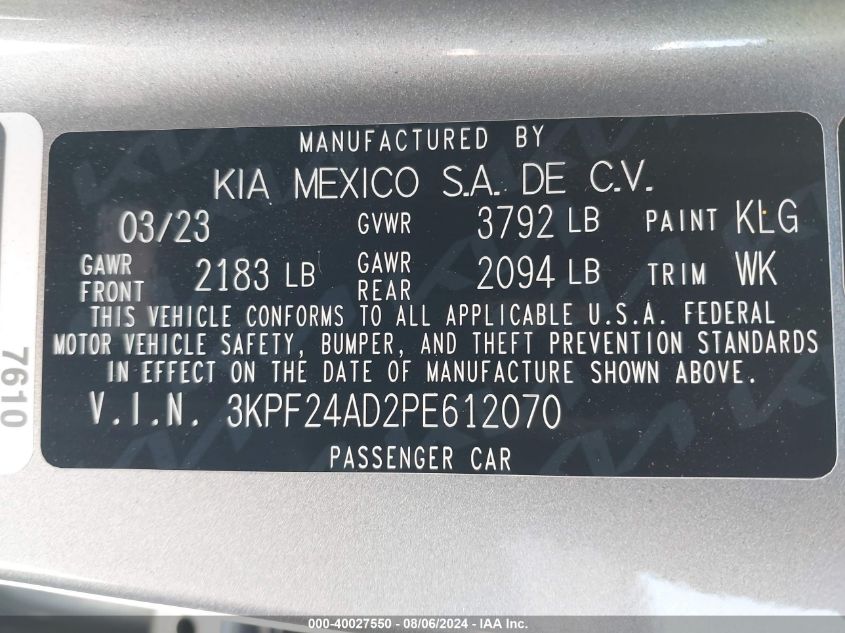 MANUFACTURED BY
KIA MEXICO S.A. DE C.V.
03/23 GVWR 3792 LB PAINT KLG
GAWR FRONT 2183 LB GAWR REAR 2094 LB TRIM WK
THIS VEHICLE CONFORMS TO ALL APPLICABLE U.S.A. FEDERAL
MOTOR VEHICLE SAFETY, BUMPER, AND THEFT PREVENTION STANDARDS
IN EFFECT ON THE DATE OF MANUFACTURE SHOWN ABOVE.
V.I.N. 3KPF24AD2PE612070
PASSENGER CAR
7610
000-40027550 - 08/06/2024 - IAA Inc.